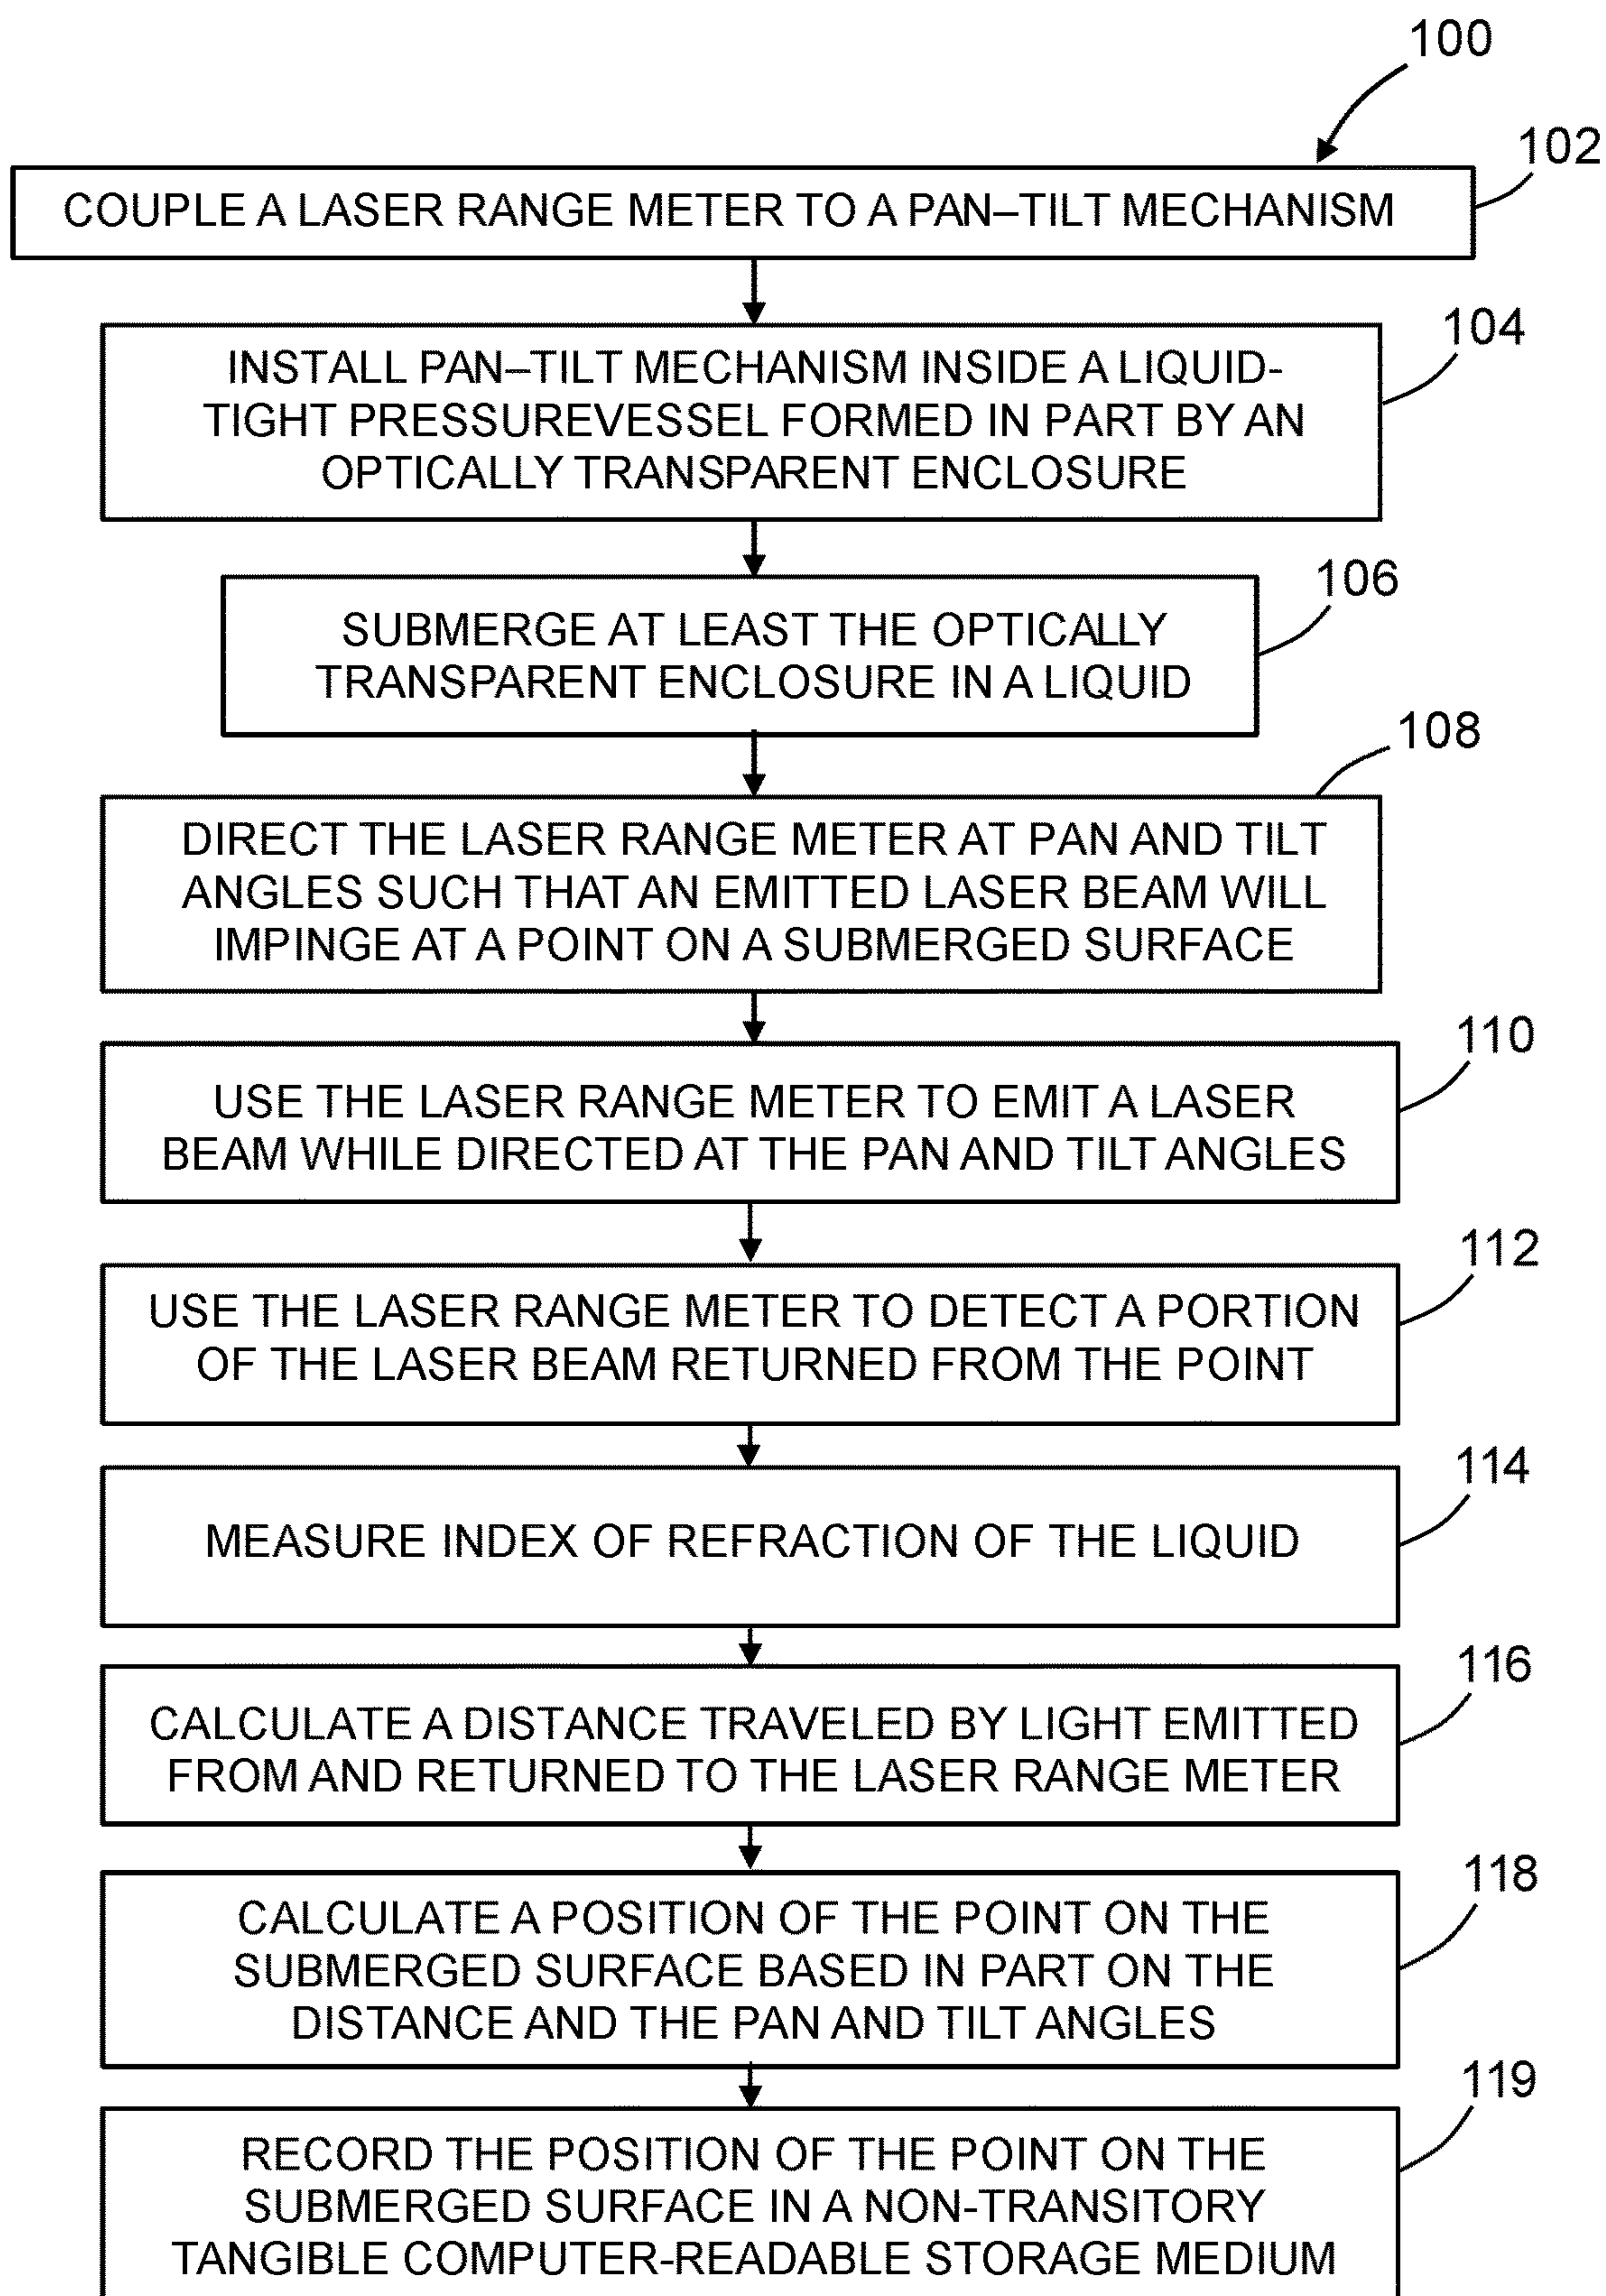 100
102
COUPLE A LASER RANGE METER TO A PAN–TILT MECHANISM
104
INSTALL PAN–TILT MECHANISM INSIDE A LIQUID-
TIGHT PRESSUREVESSEL FORMED IN PART BY AN
OPTICALLY TRANSPARENT ENCLOSURE
106
SUBMERGE AT LEAST THE OPTICALLY
TRANSPARENT ENCLOSURE IN A LIQUID
108
DIRECT THE LASER RANGE METER AT PAN AND TILT
ANGLES SUCH THAT AN EMITTED LASER BEAM WILL
IMPINGE AT A POINT ON A SUBMERGED SURFACE
110
USE THE LASER RANGE METER TO EMIT A LASER
BEAM WHILE DIRECTED AT THE PAN AND TILT ANGLES
112
USE THE LASER RANGE METER TO DETECT A PORTION
OF THE LASER BEAM RETURNED FROM THE POINT
114
MEASURE INDEX OF REFRACTION OF THE LIQUID
116
CALCULATE A DISTANCE TRAVELED BY LIGHT EMITTED
FROM AND RETURNED TO THE LASER RANGE METER
118
CALCULATE A POSITION OF THE POINT ON THE
SUBMERGED SURFACE BASED IN PART ON THE
DISTANCE AND THE PAN AND TILT ANGLES
119
RECORD THE POSITION OF THE POINT ON THE
SUBMERGED SURFACE IN A NON-TRANSITORY
TANGIBLE COMPUTER-READABLE STORAGE MEDIUM